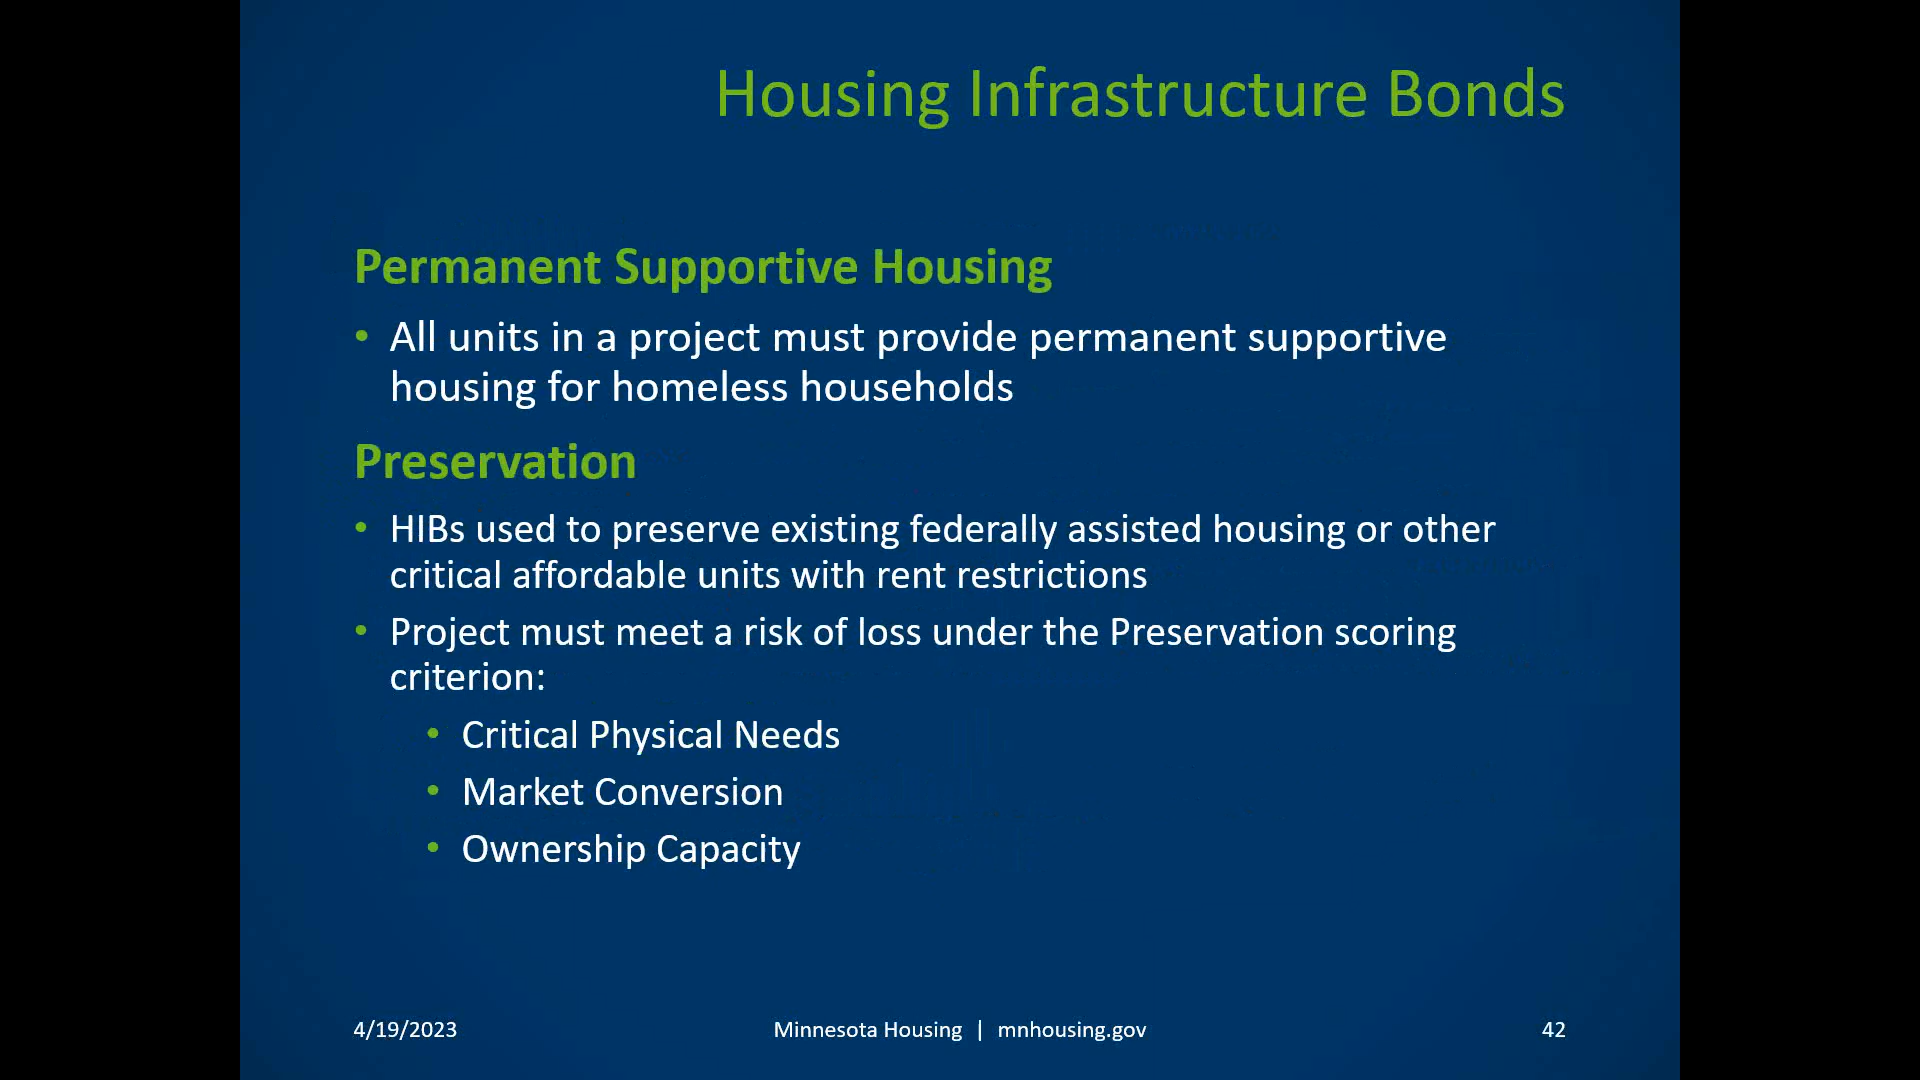 Housing Infrastructure Bonds
Permanent Supportive Housing
• All units in a project must provide permanent supportive
housing for homeless households
Preservation
• HIBs used to preserve existing federally assisted housing or other
critical affordable units with rent restrictions
• Project must meet a risk of loss under the Preservation scoring
criterion:
• Critical Physical Needs
• Market Conversion
• Ownership Capacity
4/19/2023
Minnesota Housing | mnhousing.gov
42